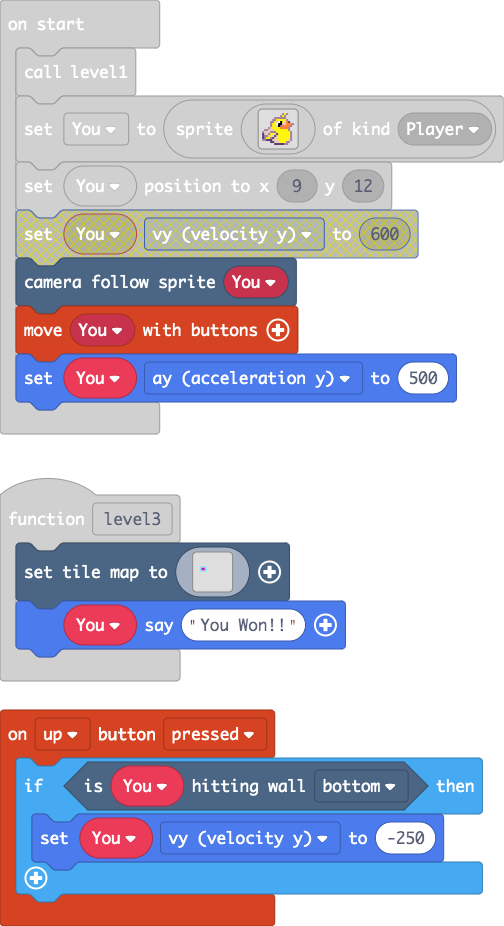 on start
call level1
set You to sprite of kind Player
set You position to x 9 y 12
set You vy (velocity y) to 600
camera follow sprite You
move You with buttons
set You ay (acceleration y) to 500
function level3
set tile map to
You say "You Won!!"
on up button pressed
if is You hitting wall bottom then
set You vy (velocity y) to -250